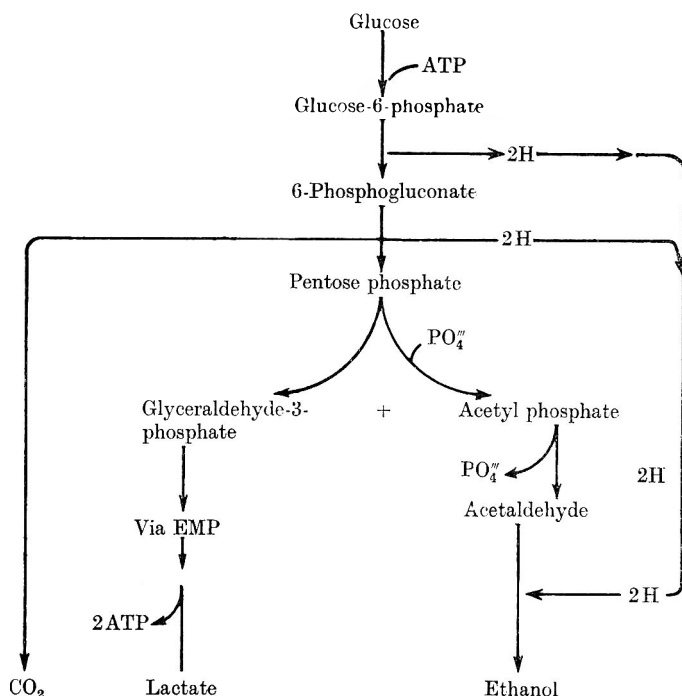 Glucose
ATP
Glucose-6-phosphate
2H
6-Phosphogluconate
2H
Pentose phosphate
PO₄‴
Glyceraldehyde-3-
phosphate
+
Acetyl phosphate
PO₄‴
2H
Acetaldehyde
Via EMP
2H
2ATP
CO₂
Lactate
Ethanol